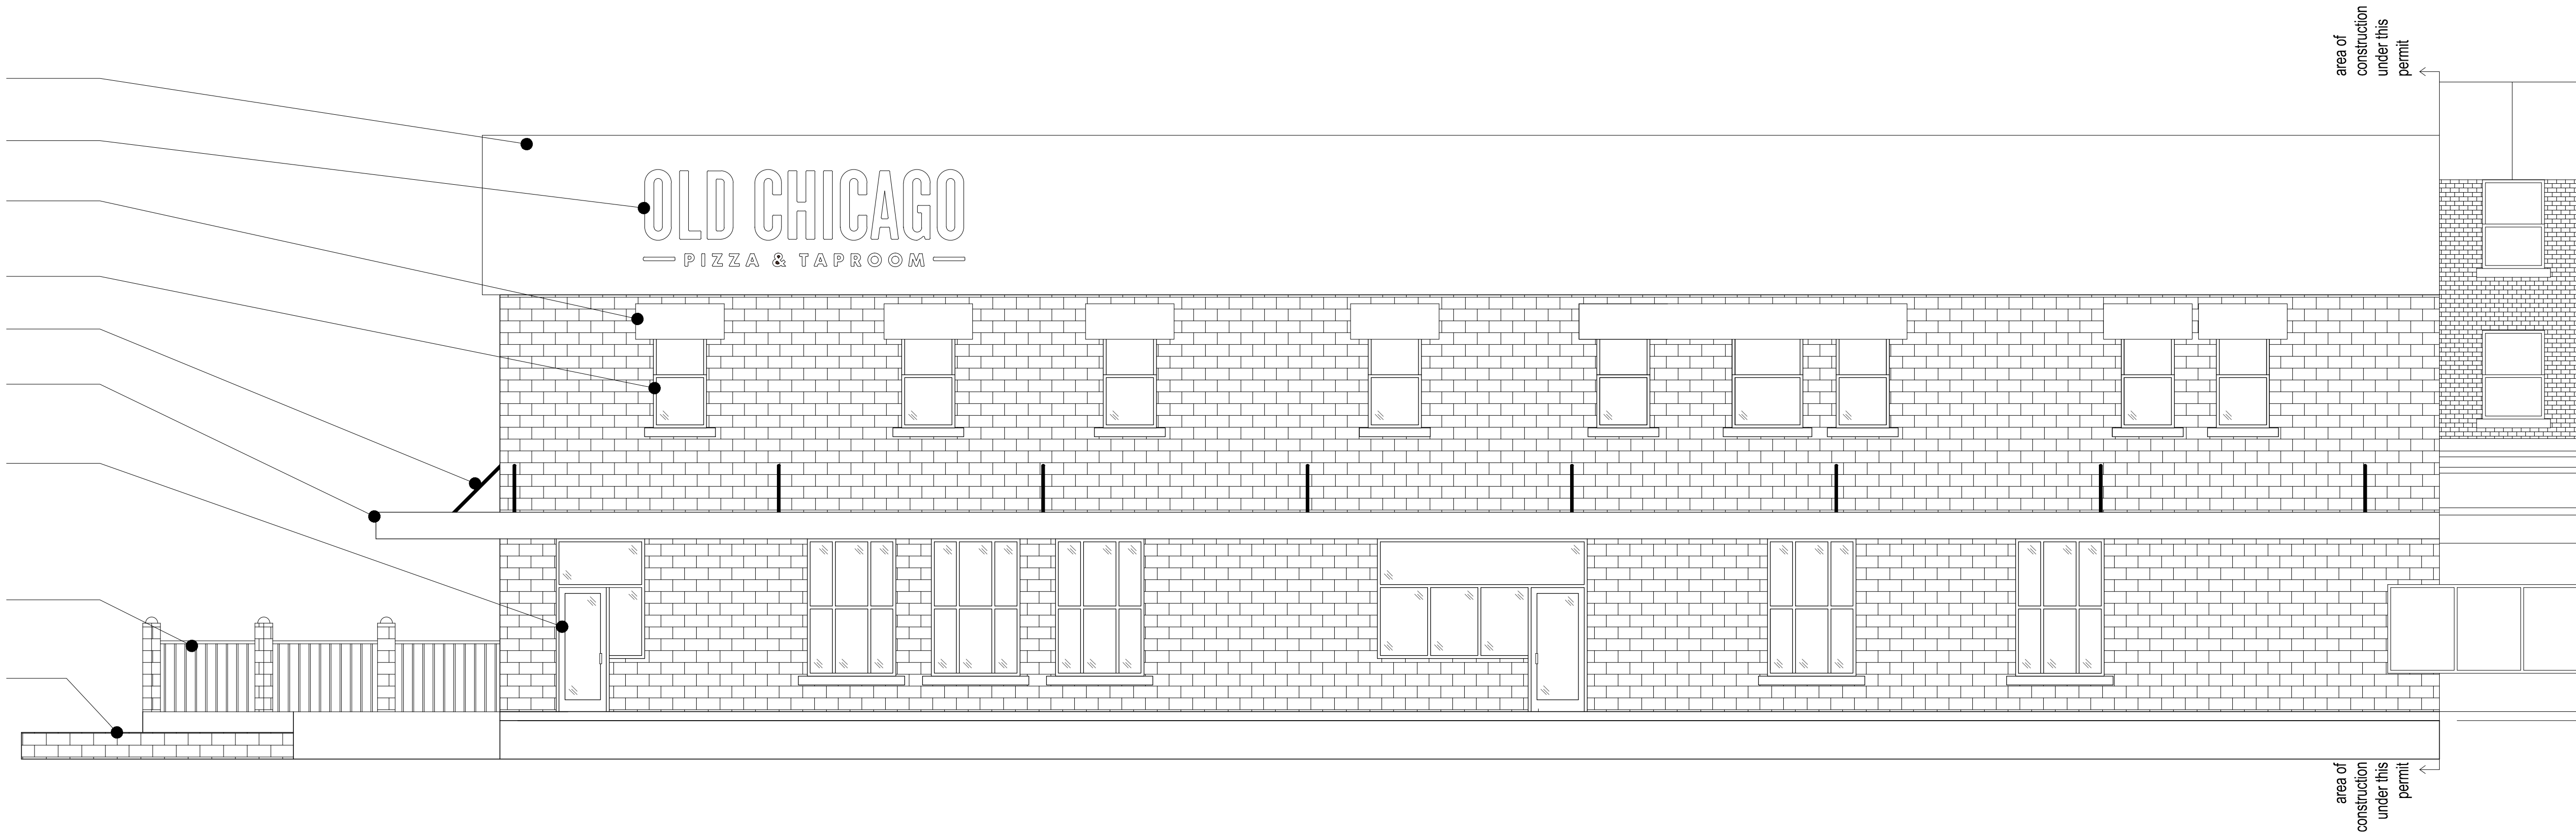 area of
construction
under this
permit
OLD CHICAGO
PIZZA & TAPROOM
area of
construction
under this
permit